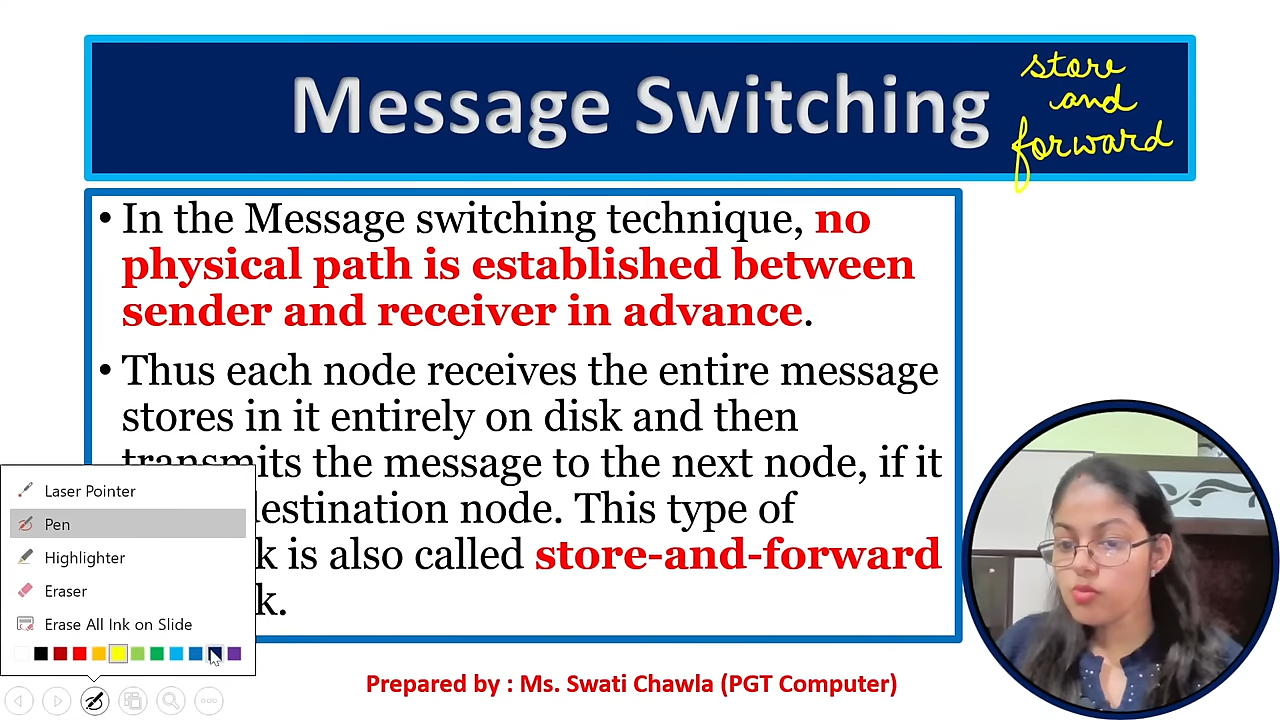 Message Switching
store
and
forward
• In the Message switching technique, no
physical path is established between
sender and receiver in advance.
• Thus each node receives the entire message
stores in it entirely on disk and then
transmits the message to the next node, if it
destination node. This type of
k is also called store-and-forward
k.
Laser Pointer
Pen
Highlighter
Eraser
Erase All Ink on Slide
Prepared by : Ms. Swati Chawla (PGT Computer)